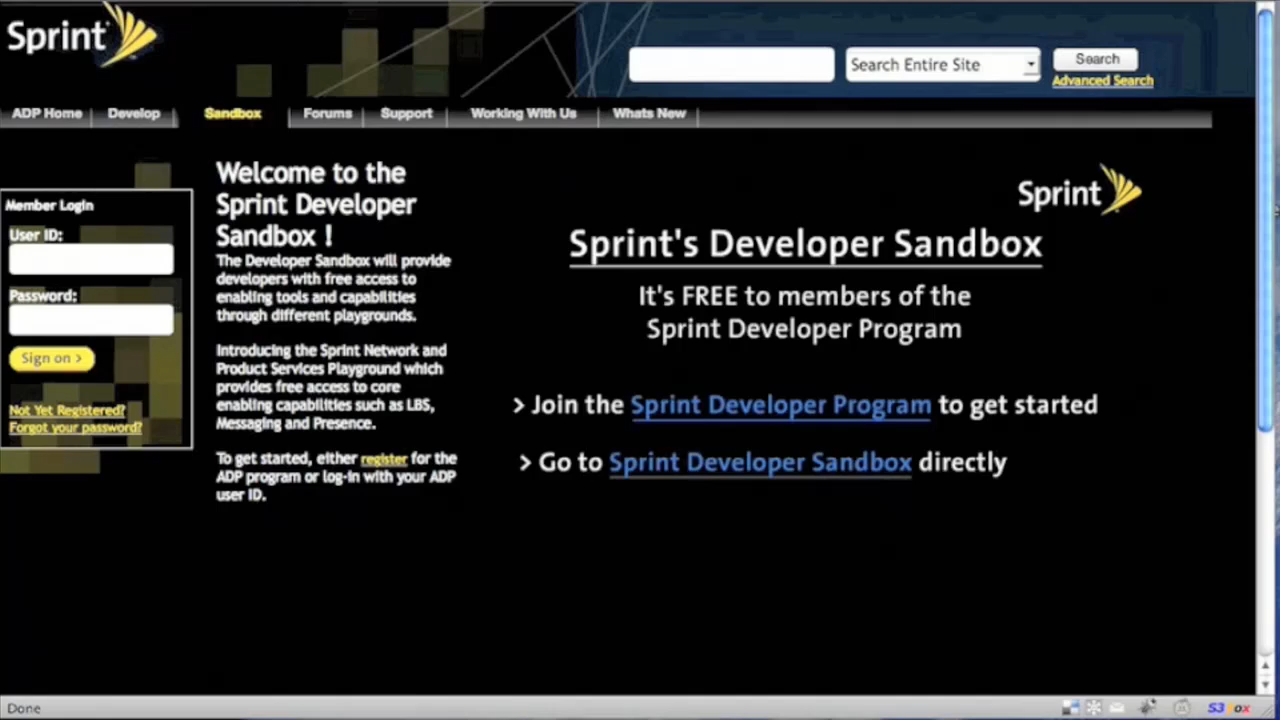 Sprint
Search Entire Site
Search
Advanced Search
ADP Home
Develop
Sandbox
Forums
Support
Working With Us
Whats New
Member Login
User ID:
Password:
Sign on >
Not Yet Registered?
Forgot your password?
Welcome to the
Sprint Developer
Sandbox !
The Developer Sandbox will provide
developers with free access to
enabling tools and capabilities
through different playgrounds.
Introducing the Sprint Network and
Product Services Playground which
provides free access to core
enabling capabilities such as LBS,
Messaging and Presence.
To get started, either register for the
ADP program or log-in with your ADP
user ID.
Sprint
Sprint's Developer Sandbox
It's FREE to members of the
Sprint Developer Program
> Join the Sprint Developer Program to get started
> Go to Sprint Developer Sandbox directly
Done